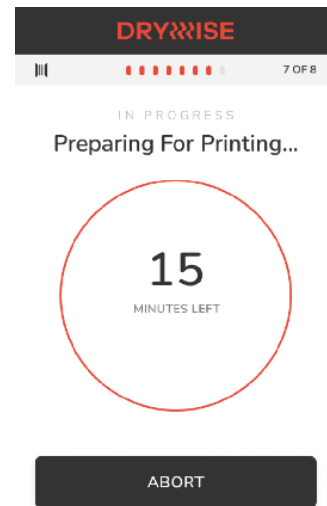 DRYWISE
7 OF 8
IN PROGRESS
Preparing For Printing...
15
MINUTES LEFT
ABORT